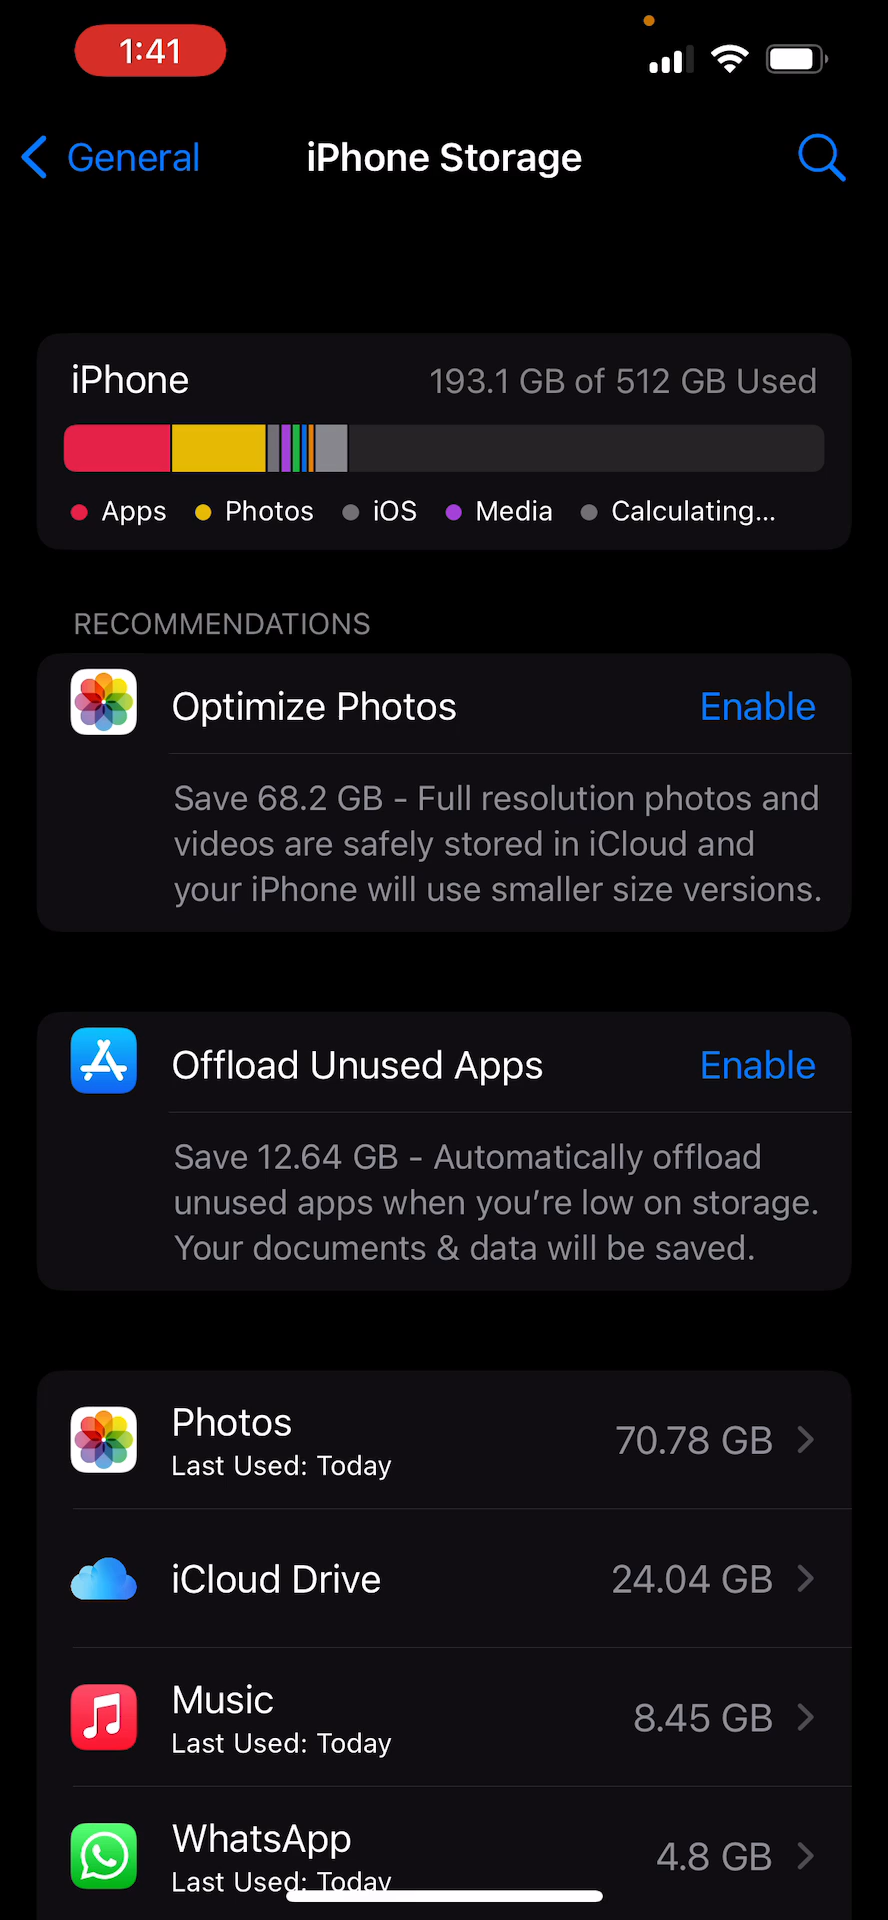 1:41
General
iPhone Storage
iPhone
193.1 GB of 512 GB Used
Apps Photos iOS Media Calculating...
RECOMMENDATIONS
Optimize Photos
Enable
Save 68.2 GB – Full resolution photos and
videos are safely stored in iCloud and
your iPhone will use smaller size versions.
Offload Unused Apps
Enable
Save 12.64 GB – Automatically offload
unused apps when you’re low on storage.
Your documents & data will be saved.
Photos
Last Used: Today
70.78 GB
iCloud Drive
24.04 GB
Music
Last Used: Today
8.45 GB
WhatsApp
Last Used: Today
4.8 GB